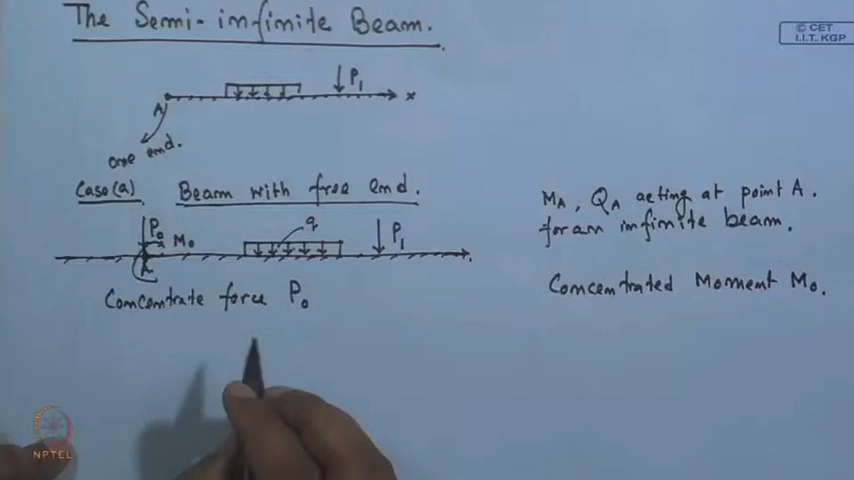 The Semi-infinite Beam.
© CET
I.I.T. KGP
P1
A
x
one end.
Case(a) Beam with free end.
P0 M0 q P1
A
MA, QA acting at point A.
for an infinite beam.
Concentrate force P0
Concentrated Moment M0.
NPTEL